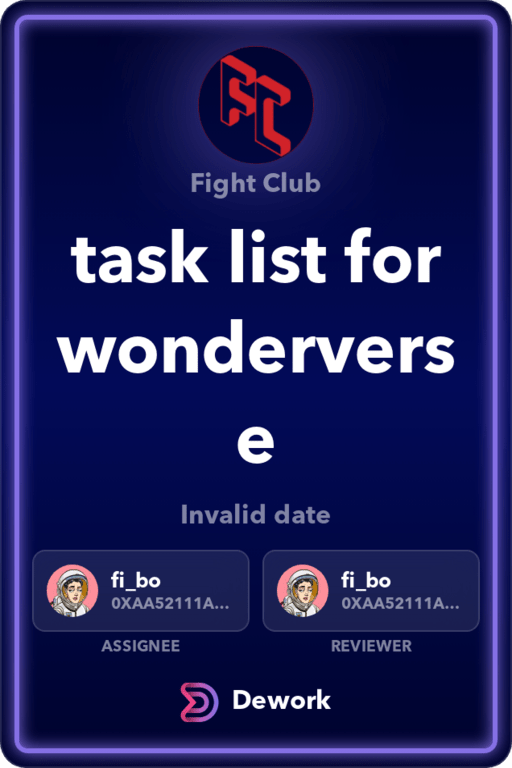 FC
Fight Club
task list for
wondervers
e
Invalid date
fi_bo
0XAA52111A...
fi_bo
0XAA52111A...
ASSIGNEE
REVIEWER
Dework